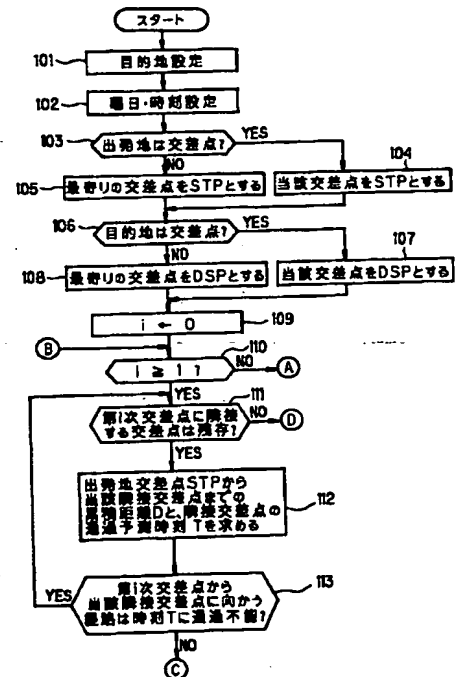 スタート
101
目的地設定
102
曜日・時刻設定
103
出発地は交差点?
YES
NO
104
105
最寄りの交差点をSTPとする
当該交差点をSTPとする
106
目的地は交差点?
YES
NO
107
108
最寄りの交差点をDSPとする
当該交差点をDSPとする
i ← 0
109
B
110
i ≧ 1 ?
NO
A
YES
111
第i次交差点に隣接
する交差点は残存?
NO
D
YES
出発地交差点STPから
当該隣接交差点までの
累積距離Dと、隣接交差点の
通過予測時刻Tを求める
112
YES
第i次交差点から
当該隣接交差点に向かう
経路は時刻Tに通過不能?
113
NO
C